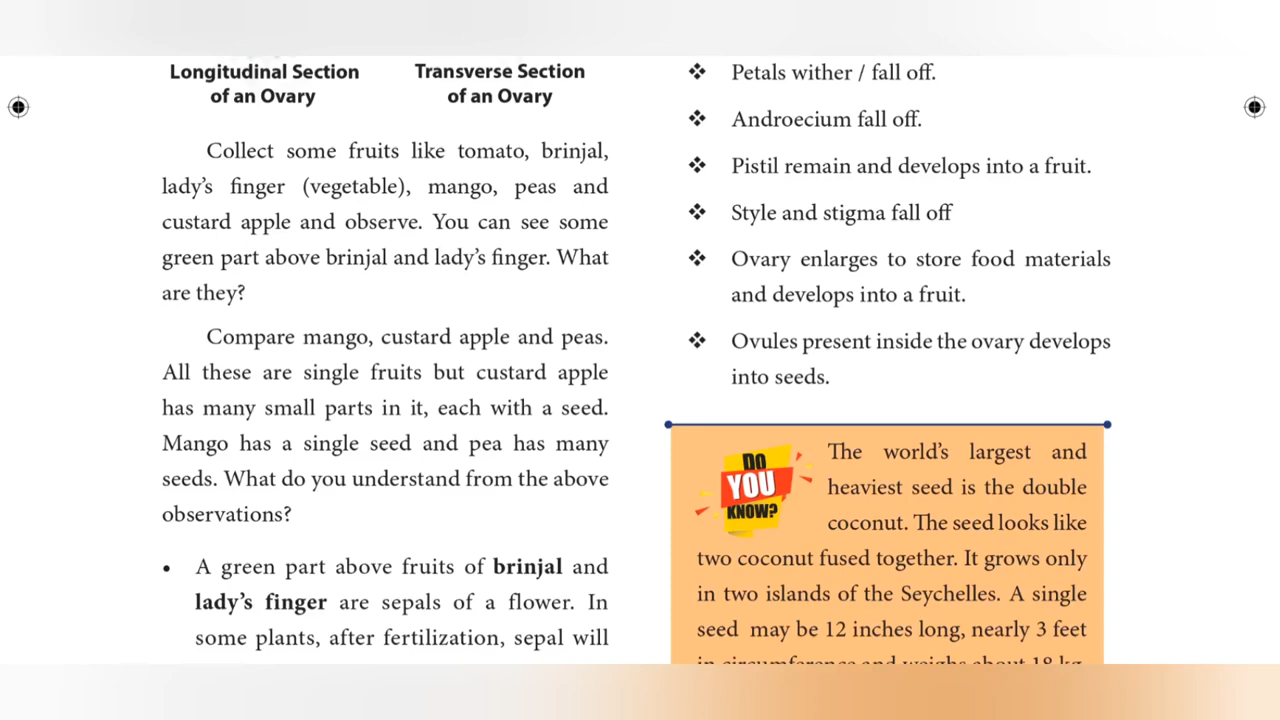 Longitudinal Section
of an Ovary
Transverse Section
of an Ovary
Collect some fruits like tomato, brinjal,
lady's finger (vegetable), mango, peas and
custard apple and observe. You can see some
green part above brinjal and lady's finger. What
are they?
Compare mango, custard apple and peas.
All these are single fruits but custard apple
has many small parts in it, each with a seed.
Mango has a single seed and pea has many
seeds. What do you understand from the above
observations?
• A green part above fruits of brinjal and
lady's finger are sepals of a flower. In
some plants, after fertilization, sepal will
❖ Petals wither / fall off.
❖ Androecium fall off.
❖ Pistil remain and develops into a fruit.
❖ Style and stigma fall off
❖ Ovary enlarges to store food materials
and develops into a fruit.
❖ Ovules present inside the ovary develops
into seeds.
DO
YOU
KNOW?
The world's largest and
heaviest seed is the double
coconut. The seed looks like
two coconut fused together. It grows only
in two islands of the Seychelles. A single
seed may be 12 inches long, nearly 3 feet
in circumference and weighs about 18 kg.